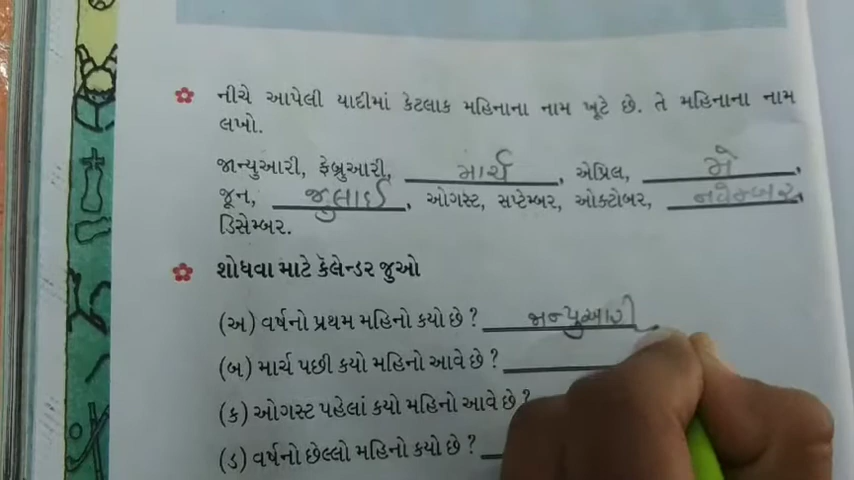 નીચે આપેલી યાદીમાં કેટલાક મહિનાના નામ ખૂટે છે. તે મહિનાના નામ
લખો.
જાન્યુઆરી, ફેબ્રુઆરી, માર્ચ, એપ્રિલ, મે,
જૂન, જુલાઈ, ઓગસ્ટ, સપ્ટેમ્બર, ઓક્ટોબર, નવેમ્બર,
ડિસેમ્બર.
શોધવા માટે કૅલેન્ડર જુઓ
(અ) વર્ષનો પ્રથમ મહિનો કયો છે? જાન્યુઆરી
(બ) માર્ચ પછી કયો મહિનો આવે છે?
(ક) ઓગસ્ટ પહેલાં કયો મહિનો આવે છે?
(ડ) વર્ષનો છેલ્લો મહિનો કયો છે?